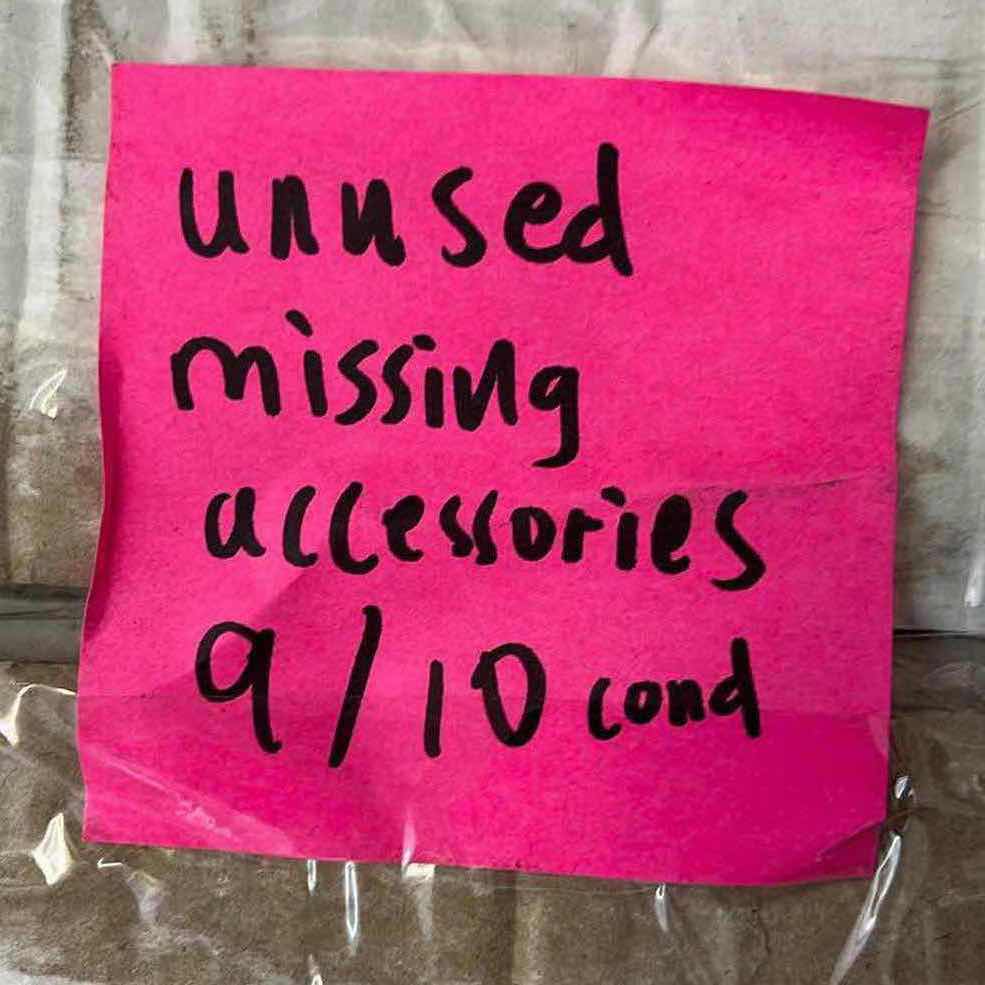 unused
missing
accessories
9/10 cond